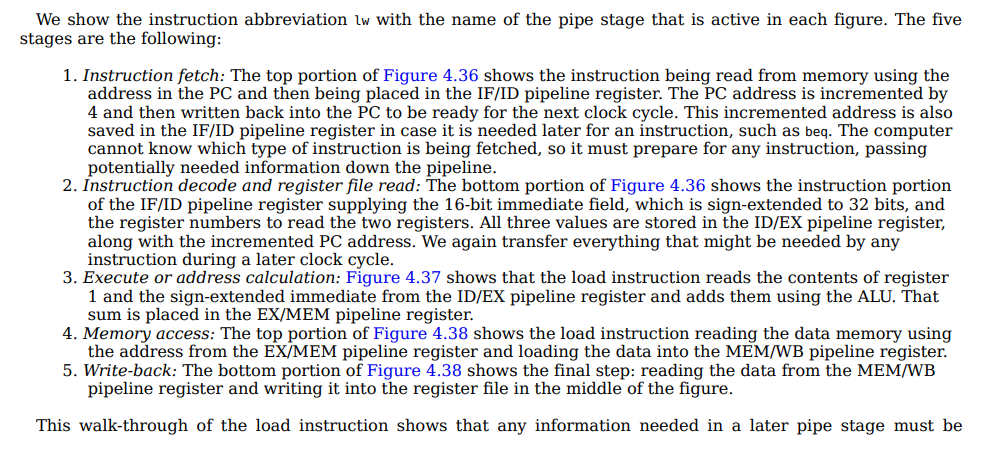 We show the instruction abbreviation lw with the name of the pipe stage that is active in each figure. The five
stages are the following:
1. Instruction fetch: The top portion of Figure 4.36 shows the instruction being read from memory using the
address in the PC and then being placed in the IF/ID pipeline register. The PC address is incremented by
4 and then written back into the PC to be ready for the next clock cycle. This incremented address is also
saved in the IF/ID pipeline register in case it is needed later for an instruction, such as beq. The computer
cannot know which type of instruction is being fetched, so it must prepare for any instruction, passing
potentially needed information down the pipeline.
2. Instruction decode and register file read: The bottom portion of Figure 4.36 shows the instruction portion
of the IF/ID pipeline register supplying the 16-bit immediate field, which is sign-extended to 32 bits, and
the register numbers to read the two registers. All three values are stored in the ID/EX pipeline register,
along with the incremented PC address. We again transfer everything that might be needed by any
instruction during a later clock cycle.
3. Execute or address calculation: Figure 4.37 shows that the load instruction reads the contents of register
1 and the sign-extended immediate from the ID/EX pipeline register and adds them using the ALU. That
sum is placed in the EX/MEM pipeline register.
4. Memory access: The top portion of Figure 4.38 shows the load instruction reading the data memory using
the address from the EX/MEM pipeline register and loading the data into the MEM/WB pipeline register.
5. Write-back: The bottom portion of Figure 4.38 shows the final step: reading the data from the MEM/WB
pipeline register and writing it into the register file in the middle of the figure.
This walk-through of the load instruction shows that any information needed in a later pipe stage must be